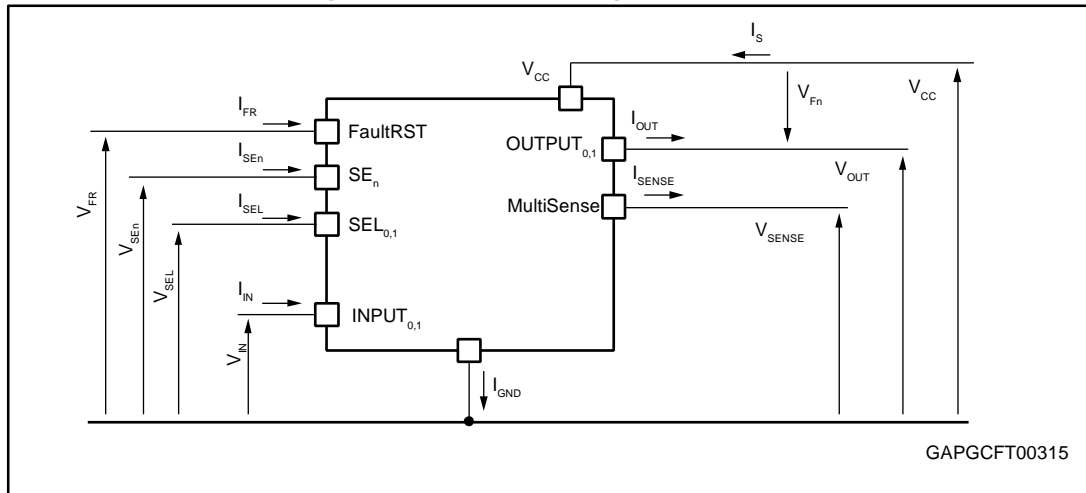 I_S
V_CC
V_Fn
V_CC
I_FR
FaultRST
I_OUT
OUTPUT_0,1
I_SEn
SE_n
I_SENSE
V_OUT
MultiSense
I_SEL
SEL_0,1
V_SENSE
V_FR
V_SEn
V_SEL
I_IN
INPUT_0,1
V_IN
I_GND
GAPGCFT00315